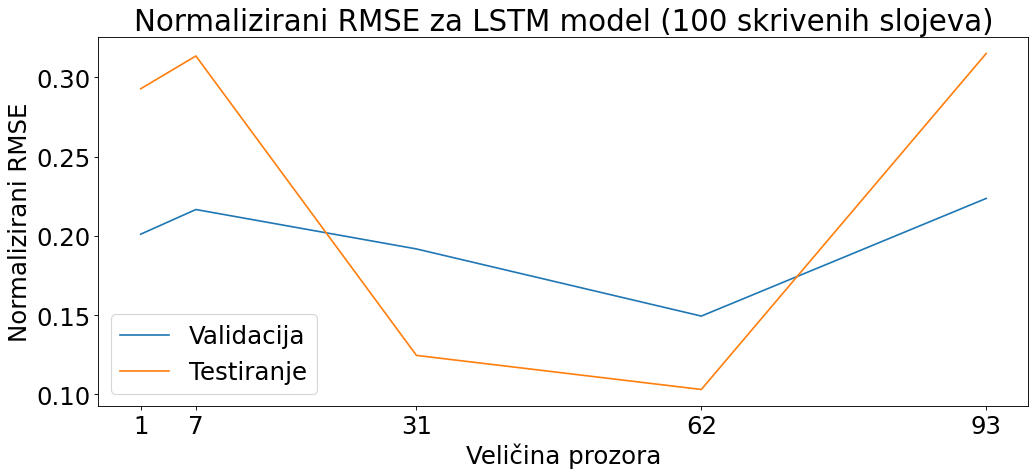 Normalizirani RMSE za LSTM model (100 skrivenih slojeva)
Normalizirani RMSE
0.30
0.25
0.20
0.15
0.10
Validacija
Testiranje
1 7 31 62 93
Veličina prozora